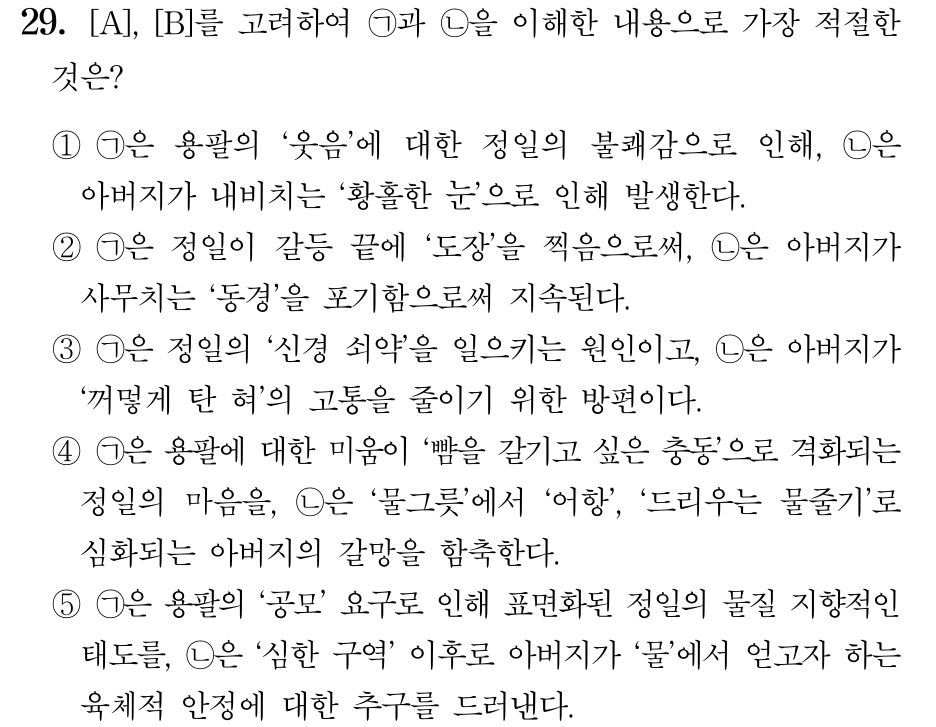 29. [A], [B]를 고려하여 ㉠과 ㉡을 이해한 내용으로 가장 적절한
것은?
① ㉠은 용팔의 ‘웃음’에 대한 정일의 불쾌감으로 인해, ㉡은
아버지가 내비치는 ‘황홀한 눈’으로 인해 발생한다.
② ㉠은 정일이 갈등 끝에 ‘도장’을 찍음으로써, ㉡은 아버지가
사무치는 ‘동경’을 포기함으로써 지속된다.
③ ㉠은 정일의 ‘신경 쇠약’을 일으키는 원인이고, ㉡은 아버지가
‘꺼멓게 탄 혀’의 고통을 줄이기 위한 방편이다.
④ ㉠은 용팔에 대한 미움이 ‘뺨을 갈기고 싶은 충동’으로 격화되는
정일의 마음을, ㉡은 ‘물그릇’에서 ‘어항’, ‘드리우는 물줄기’로
심화되는 아버지의 갈망을 함축한다.
⑤ ㉠은 용팔의 ‘공모’ 요구로 인해 표면화된 정일의 물질 지향적인
태도를, ㉡은 ‘심한 구역’ 이후로 아버지가 ‘물’에서 얻고자 하는
육체적 안정에 대한 추구를 드러낸다.